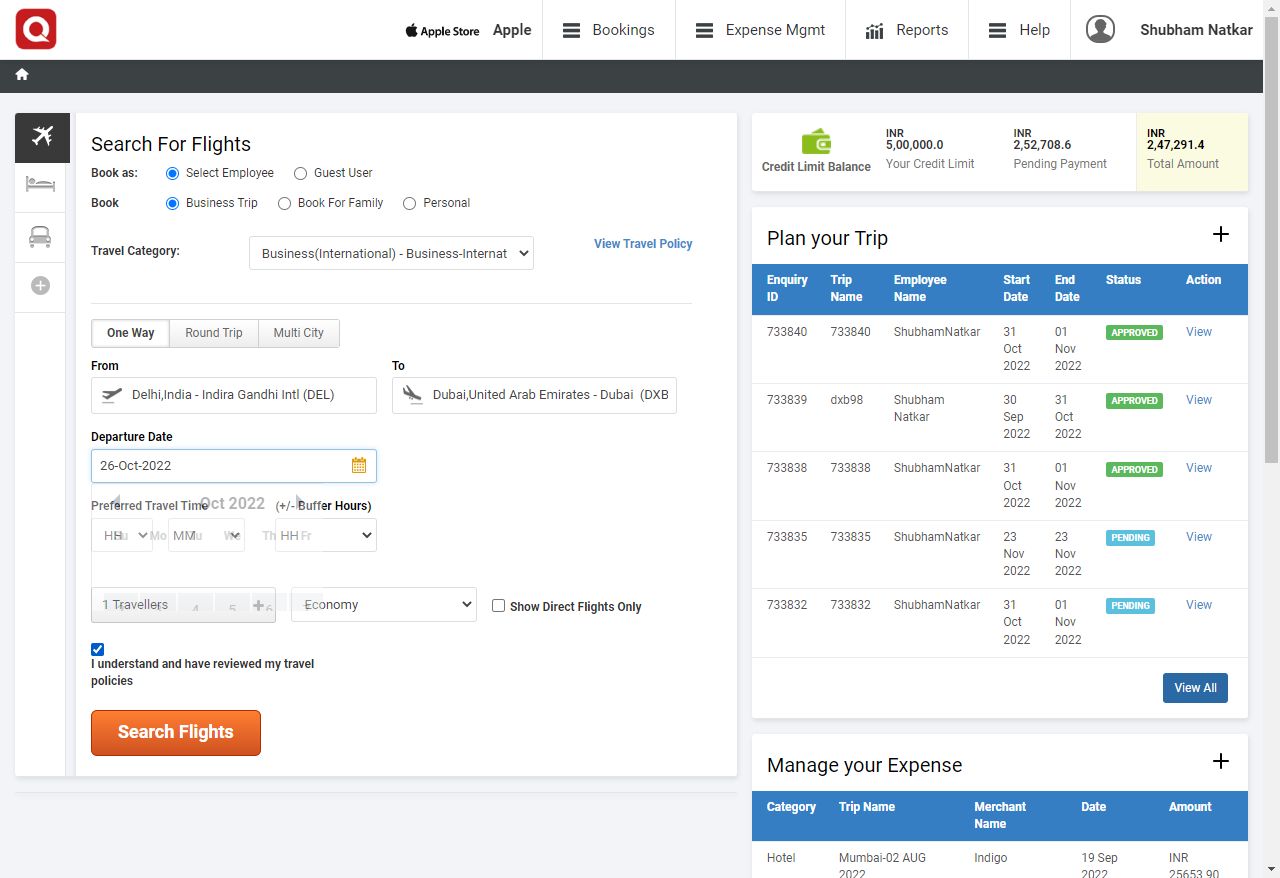 Apple Store Apple Bookings Expense Mgmt Reports Help Shubham Natkar
Search For Flights
Book as: Select Employee Guest User
Book Business Trip Book For Family Personal
Travel Category: Business(International) - Business-Internat View Travel Policy
One Way Round Trip Multi City
From To
Delhi,India - Indira Gandhi Intl (DEL) Dubai,United Arab Emirates - Dubai (DXB
Departure Date
26-Oct-2022
Oct 2022
Preferred Travel Time (+/- Buffer Hours)
HH MM HH
Su Mo Tu We Th Fr
1 Travellers Economy Show Direct Flights Only
4 5 6
I understand and have reviewed my travel
policies
Search Flights
Credit Limit Balance
INR
5,00,000.0
Your Credit Limit
INR
2,52,708.6
Pending Payment
INR
2,47,291.4
Total Amount
Plan your Trip
Enquiry ID Trip Name Employee Name Start Date End Date Status Action
733840 733840 ShubhamNatkar 31 Oct 2022 01 Nov 2022 APPROVED View
733839 dxb98 Shubham Natkar 30 Sep 2022 31 Oct 2022 APPROVED View
733838 733838 ShubhamNatkar 31 Oct 2022 01 Nov 2022 APPROVED View
733835 733835 ShubhamNatkar 23 Nov 2022 23 Nov 2022 PENDING View
733832 733832 ShubhamNatkar 31 Oct 2022 01 Nov 2022 PENDING View
View All
Manage your Expense
Category Trip Name Merchant Name Date Amount
Hotel Mumbai-02 AUG 2022 Indigo 19 Sep 2022 INR 25653.90